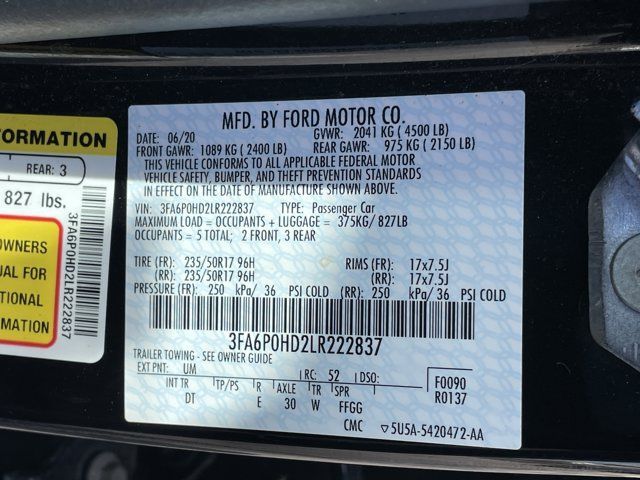 FORMATION
REAR: 3
827 lbs.
OWNERS
UAL FOR
TIONAL
RMATION
3FA6P0HD2LR222837
MFD. BY FORD MOTOR CO.
DATE: 06/20 GVWR: 2041 KG ( 4500 LB)
FRONT GAWR: 1089 KG ( 2400 LB) REAR GAWR: 975 KG ( 2150 LB)
THIS VEHICLE CONFORMS TO ALL APPLICABLE FEDERAL MOTOR
VEHICLE SAFETY, BUMPER, AND THEFT PREVENTION STANDARDS
IN EFFECT ON THE DATE OF MANUFACTURE SHOWN ABOVE.
VIN: 3FA6P0HD2LR222837 TYPE: Passenger Car
MAXIMUM LOAD = OCCUPANTS + LUGGAGE = 375KG/ 827LB
OCCUPANTS = 5 TOTAL; 2 FRONT, 3 REAR
TIRE (FR): 235/50R17 96H RIMS (FR): 17x7.5J
(RR): 235/50R17 96H (RR): 17x7.5J
PRESSURE (FR): 250 kPa/ 36 PSI COLD (RR): 250 kPa/ 36 PSI COLD
3FA6P0HD2LR222837
TRAILER TOWING - SEE OWNER GUIDE
EXT PNT: UM RC: 52 DSO: F0090
INT TR TP/PS R AXLE TR SPR R0137
DT E 30 W FFGG
CMC ▽5U5A-5420472-AA